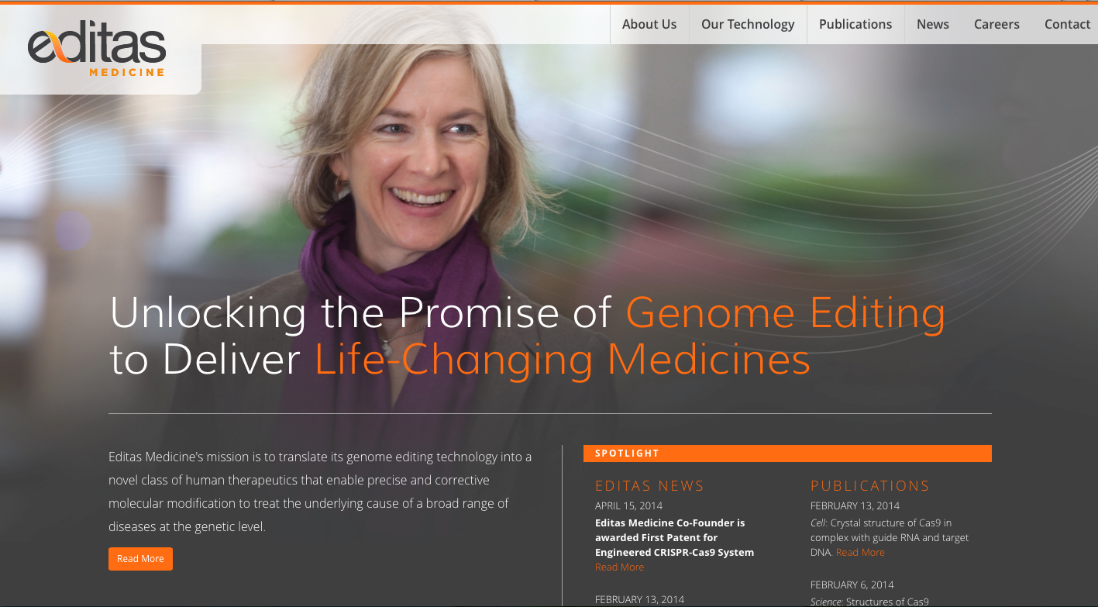 editas
MEDICINE
About Us
Our Technology
Publications
News
Careers
Contact
Unlocking the Promise of Genome Editing
to Deliver Life-Changing Medicines
Editas Medicine's mission is to translate its genome editing technology into a
novel class of human therapeutics that enable precise and corrective
molecular modification to treat the underlying cause of a broad range of
diseases at the genetic level.
Read More
SPOTLIGHT
EDITAS NEWS
APRIL 15, 2014
Editas Medicine Co-Founder is
awarded First Patent for
Engineered CRISPR-Cas9 System
Read More
FEBRUARY 13, 2014
PUBLICATIONS
FEBRUARY 13, 2014
Cell: Crystal structure of Cas9 in
complex with guide RNA and target
DNA. Read More
FEBRUARY 6, 2014
Science: Structures of Cas9